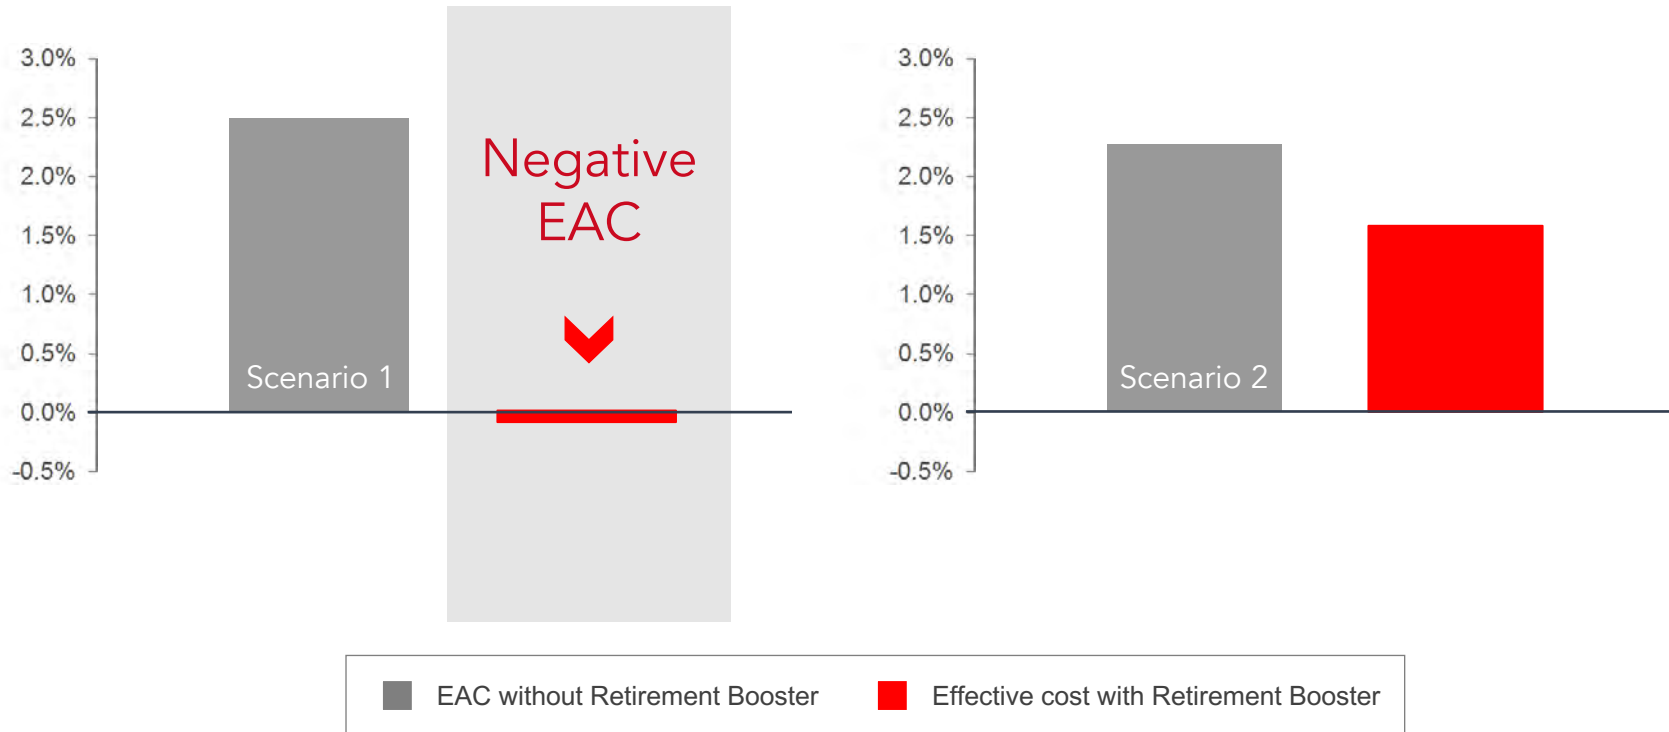 3.0%
2.5%
2.0%
1.5%
1.0%
0.5%
0.0%
-0.5%
Scenario 1
Negative
EAC
3.0%
2.5%
2.0%
1.5%
1.0%
0.5%
0.0%
-0.5%
Scenario 2
EAC without Retirement Booster
Effective cost with Retirement Booster